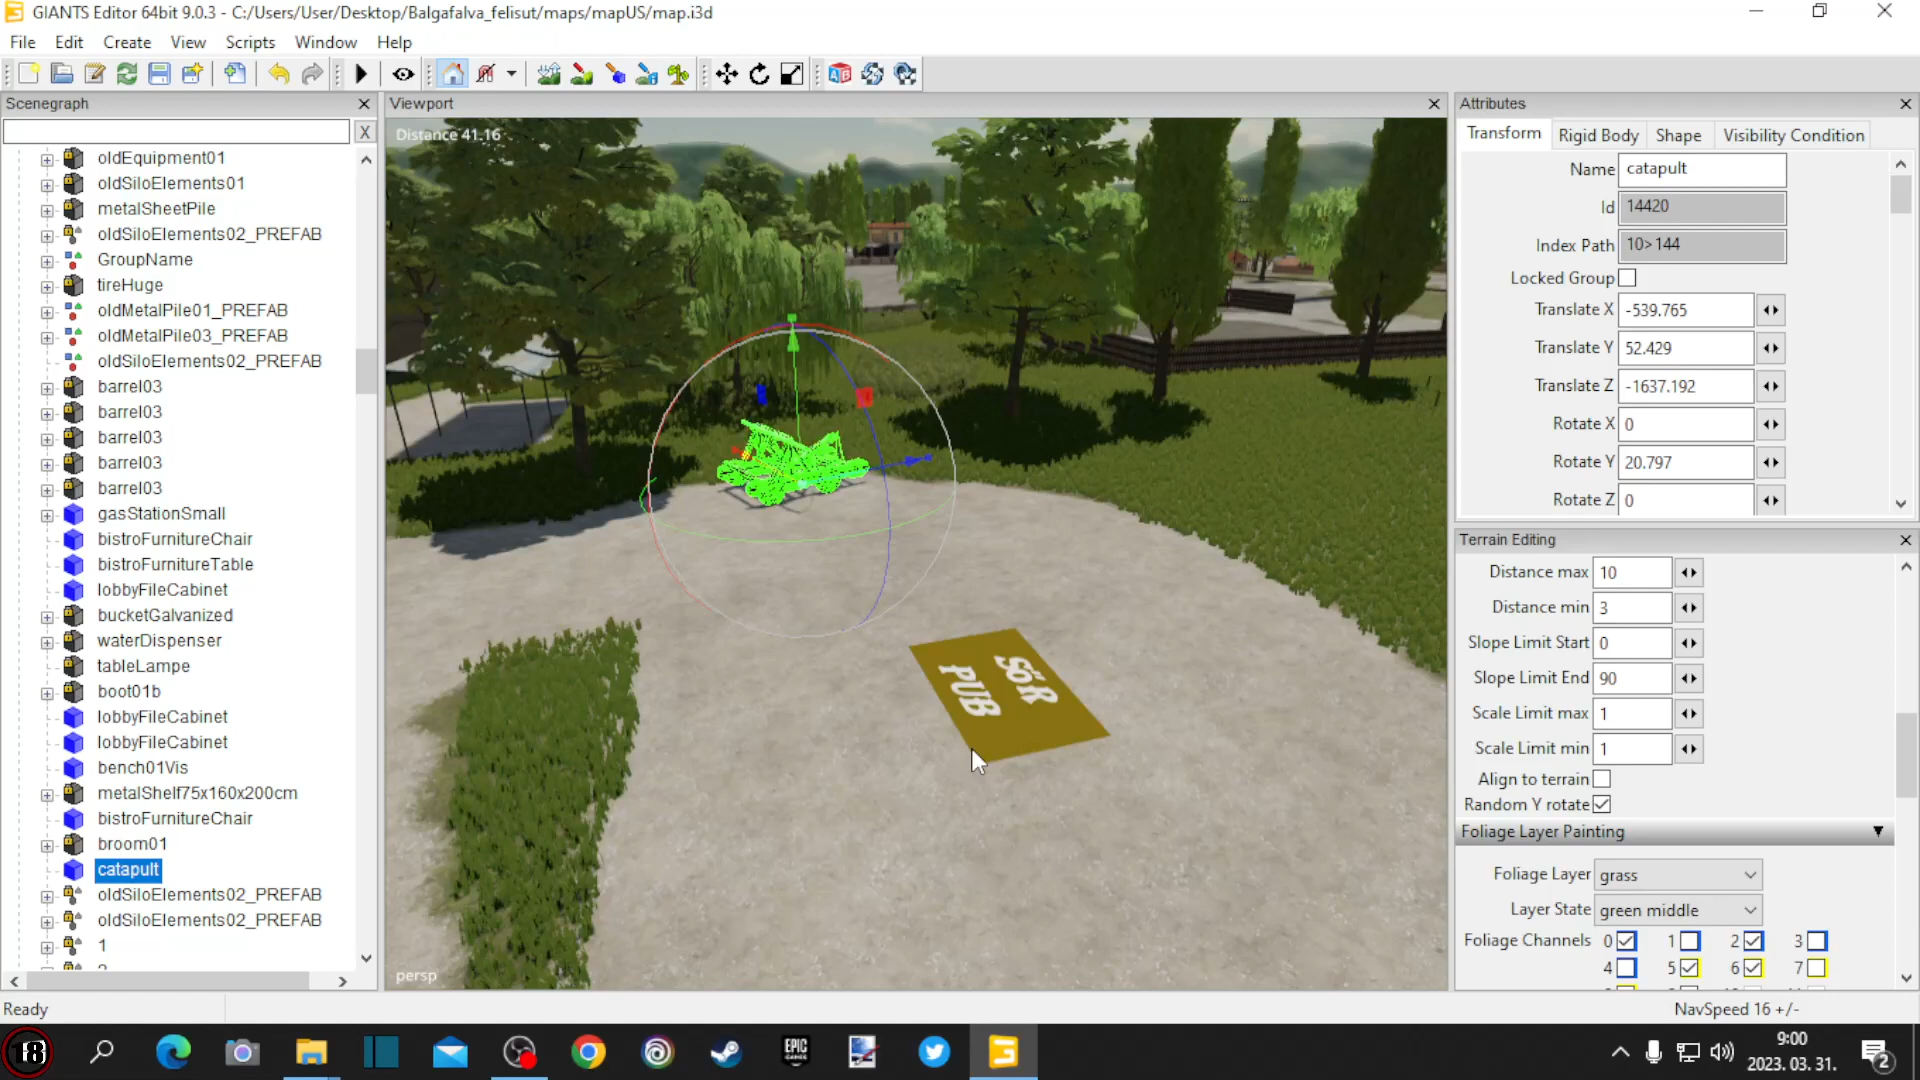 GIANTS Editor 64bit 9.0.3 - C:/Users/User/Desktop/Balgafalva_felisut/maps/mapUS/map.i3d
File Edit Create View Scripts Window Help
Scenegraph
X
oldEquipment01
oldSiloElements01
metalSheetPile
oldSiloElements02_PREFAB
GroupName
tireHuge
oldMetalPile01_PREFAB
oldMetalPile03_PREFAB
oldSiloElements02_PREFAB
barrel03
barrel03
barrel03
barrel03
barrel03
gasStationSmall
bistroFurnitureChair
bistroFurnitureTable
lobbyFileCabinet
bucketGalvanized
waterDispenser
tableLampe
boot01b
lobbyFileCabinet
lobbyFileCabinet
bench01Vis
metalShelf75x160x200cm
bistroFurnitureChair
broom01
catapult
oldSiloElements02_PREFAB
oldSiloElements02_PREFAB
1
Viewport
Distance 41.16
SöR
PUB
persp
Attributes
Transform Rigid Body Shape Visibility Condition
Name catapult
Id 14420
Index Path 10>144
Locked Group
Translate X -539.765
Translate Y 52.429
Translate Z -1637.192
Rotate X 0
Rotate Y 20.797
Rotate Z 0
Terrain Editing
Distance max 10
Distance min 3
Slope Limit Start 0
Slope Limit End 90
Scale Limit max 1
Scale Limit min 1
Align to terrain
Random Y rotate
Foliage Layer Painting
Foliage Layer grass
Layer State green middle
Foliage Channels 0 1 2 3
4 5 6 7
Ready
NavSpeed 16 +/-
18
EPIC
GAMES
9:00
2023. 03. 31.
2